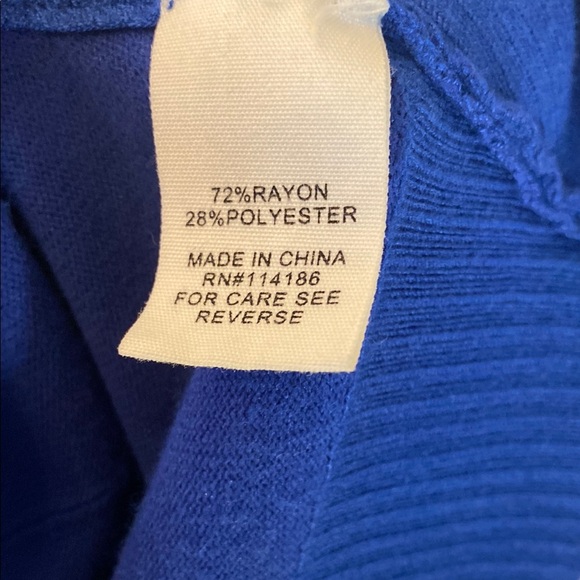 72%RAYON
28%POLYESTER
MADE IN CHINA
RN#114186
FOR CARE SEE
REVERSE